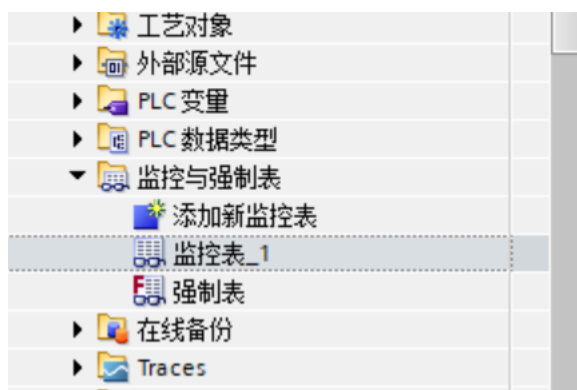 工艺对象
外部源文件
PLC 变量
PLC 数据类型
监控与强制表
添加新监控表
监控表_1
强制表
在线备份
Traces